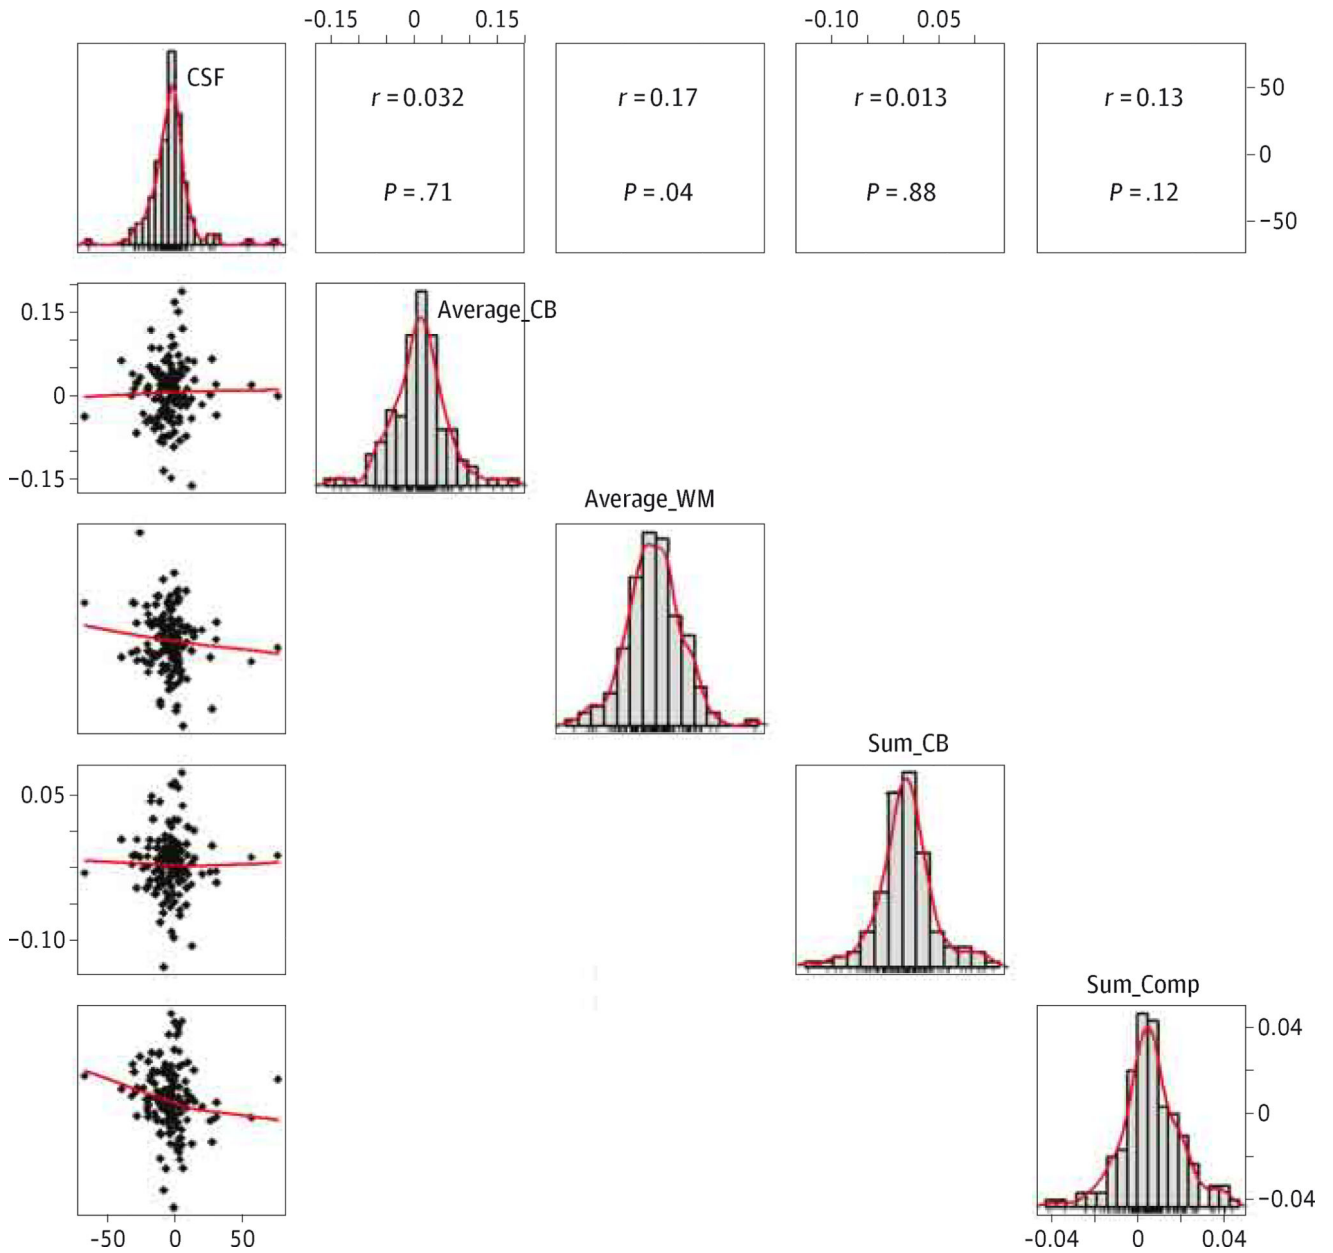 -0.15 0 0.15 -0.10 0.05
CSF
r = 0.032 r = 0.17 r = 0.013 r = 0.13
P = .71 P = .04 P = .88 P = .12
50
0
-50
0.15
0
-0.15
Average_CB
Average_WM
Sum_CB
0.05
-0.10
Sum_Comp
0.04
0
-0.04
-50 0 50 -0.04 0 0.04